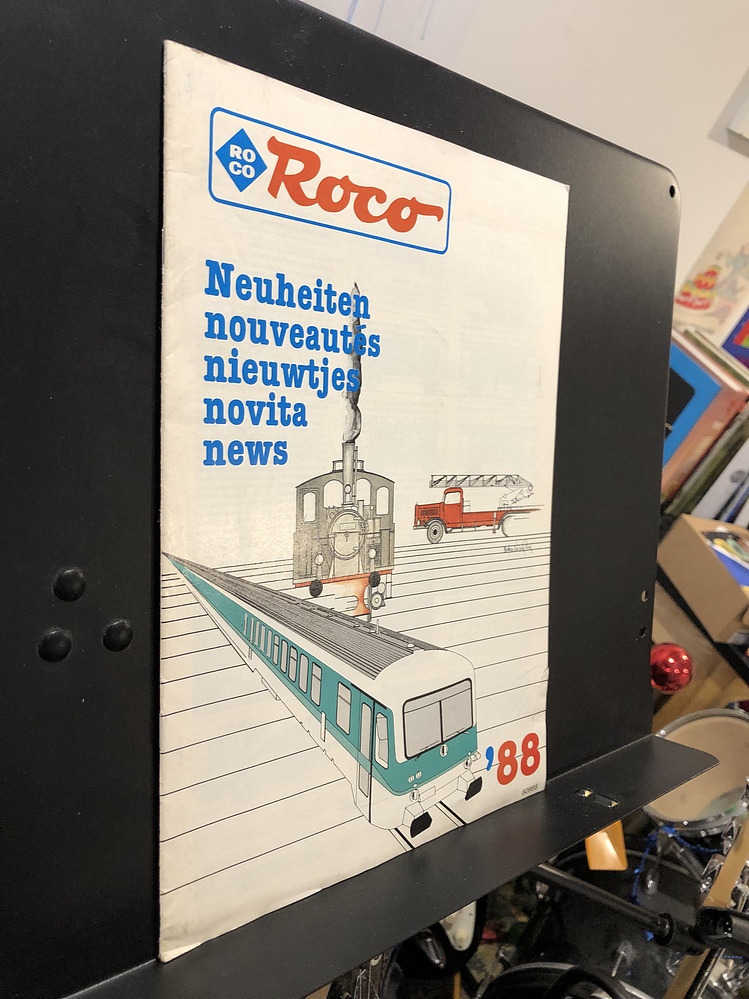 RO
CO
Roco
Neuheiten
nouveautés
nieuwtjes
novita
news
'88